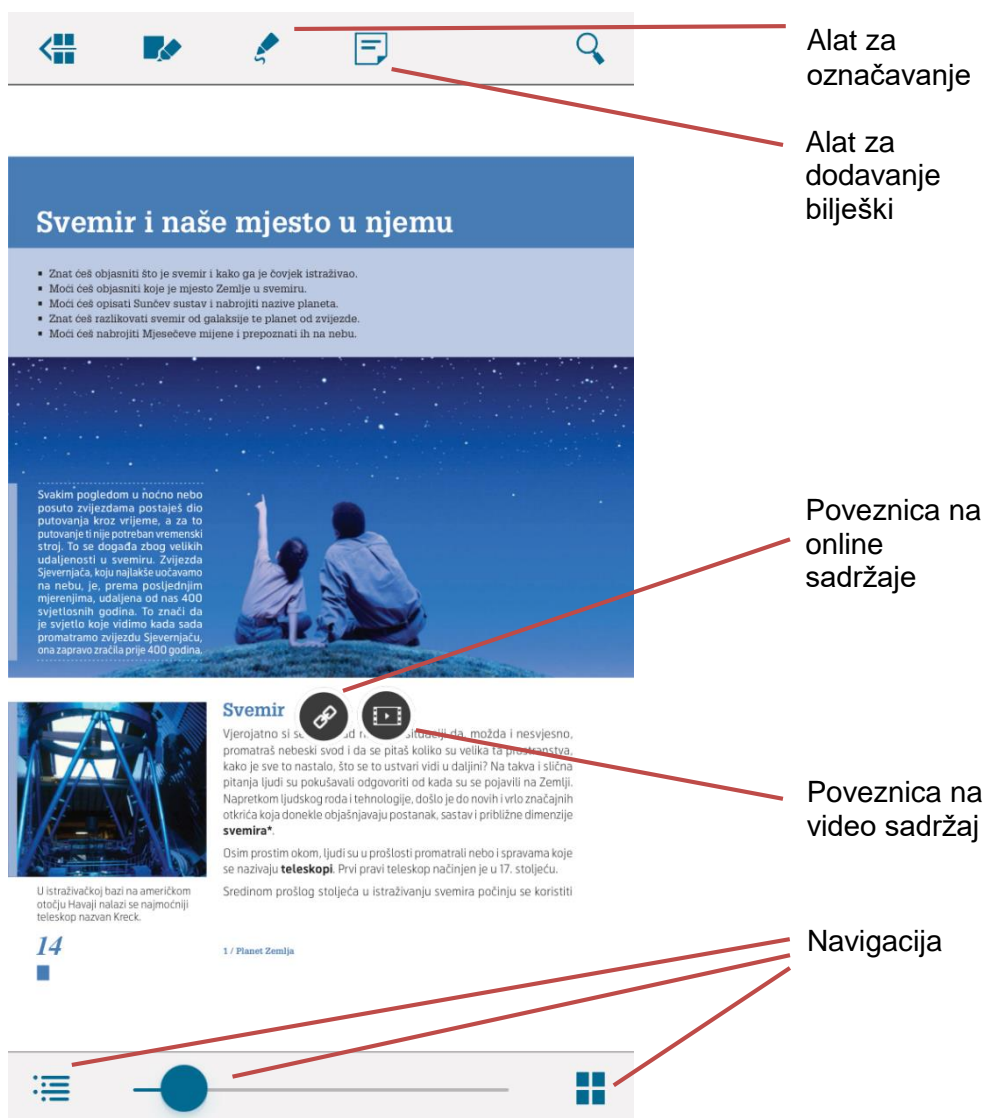 Alat za
označavanje
Alat za
dodavanje
bilješki
Svemir i naše mjesto u njemu
▪ Znat ćeš objasniti što je svemir i kako ga je čovjek istraživao.
▪ Moći ćeš objasniti koje je mjesto Zemlje u svemiru.
▪ Moći ćeš opisati Sunčev sustav i nabrojiti nazive planeta.
▪ Znat ćeš razlikovati svemir od galaksije te planet od zvijezde.
▪ Moći ćeš nabrojiti Mjesečeve mijene i prepoznati ih na nebu.
Svakim pogledom u noćno nebo
posuto zvijezdama postaješ dio
putovanja kroz vrijeme, a za to
putovanje ti nije potreban vremenski
stroj. To se događa zbog velikih
udaljenosti u svemiru. Zvijezda
Sjevernjača, koju najlakše uočavamo
na nebu, je, prema posljednjim
mjerenjima, udaljena od nas 400
svjetlosnih godina. To znači da
je svjetlo koje vidimo kada sada
promatramo zvijezdu Sjevernjaču,
ona zapravo zračila prije 400 godina.
Poveznica na
online
sadržaje
Svemir
Vjerojatno si se situaciji da, možda i nesvjesno,
promatraš nebeski svod i da se pitaš koliko su velika ta prostranstva,
kako je sve to nastalo, što se to ustvari vidi u daljini? Na takva i slična
pitanja ljudi su pokušavali odgovoriti od kada su se pojavili na Zemlji.
Napretkom ljudskog roda i tehnologije, došlo je do novih i vrlo značajnih
otkrića koja donekle objašnjavaju postanak, sastav i približne dimenzije
svemira*.
Osim prostim okom, ljudi su u prošlosti promatrali nebo i spravama koje
se nazivaju teleskopi. Prvi pravi teleskop načinjen je u 17. stoljeću.
Sredinom prošlog stoljeća u istraživanju svemira počinju se koristiti
Poveznica na
video sadržaj
U istraživačkoj bazi na američkom
otočju Havaji nalazi se najmoćniji
teleskop nazvan Kreck.
14
1 / Planet Zemlja
Navigacija